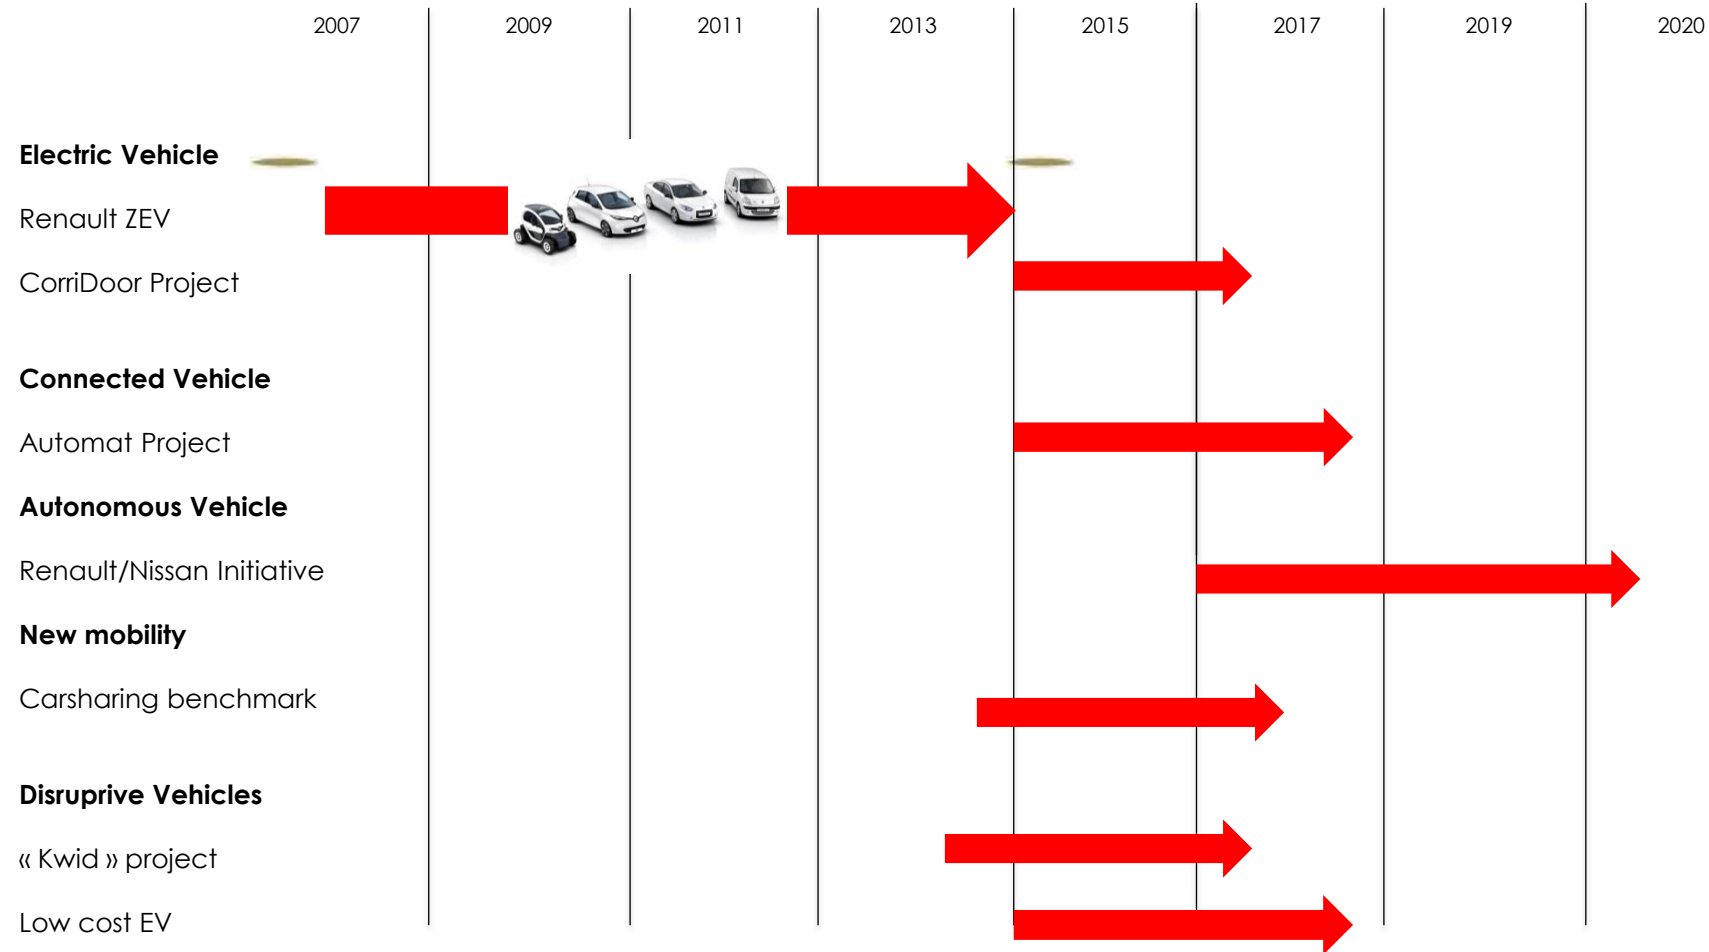 2007 2009 2011 2013 2015 2017 2019 2020
Electric Vehicle
Renault ZEV
CorriDoor Project
Connected Vehicle
Automat Project
Autonomous Vehicle
Renault/Nissan Initiative
New mobility
Carsharing benchmark
Disruprive Vehicles
« Kwid » project
Low cost EV